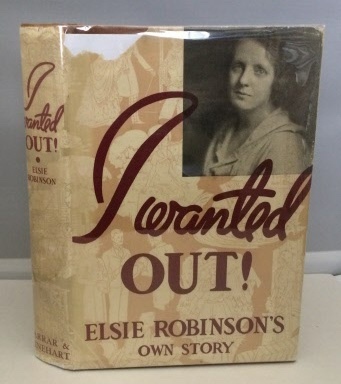 I
wanted
OUT!
ELSIE
ROBINSON
FARRAR &
RINEHART
I wanted
OUT!
ELSIE ROBINSON'S
OWN STORY